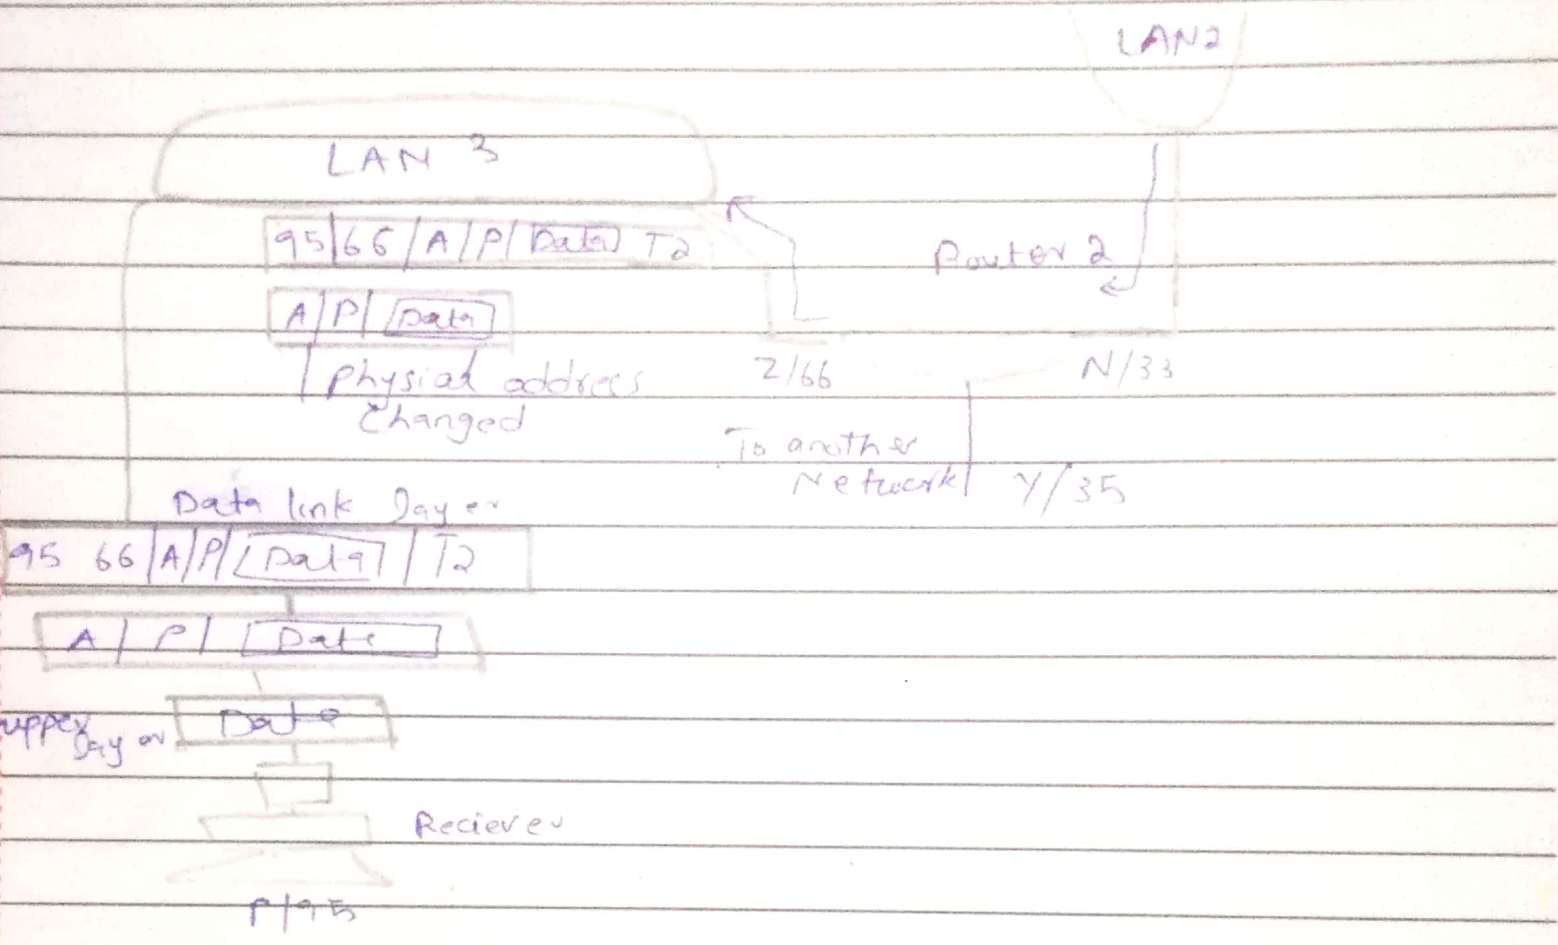 LAN2
LAN 3
95|66/A/P/Data T2
Router 2
A/P/Data
Physial address
Changed
Z/66
N/33
To another
Network
Y/35
Data link layer
95 66/A/P/Data/T2
A/P/Data
upper
layer
Data
Reciever
P/95